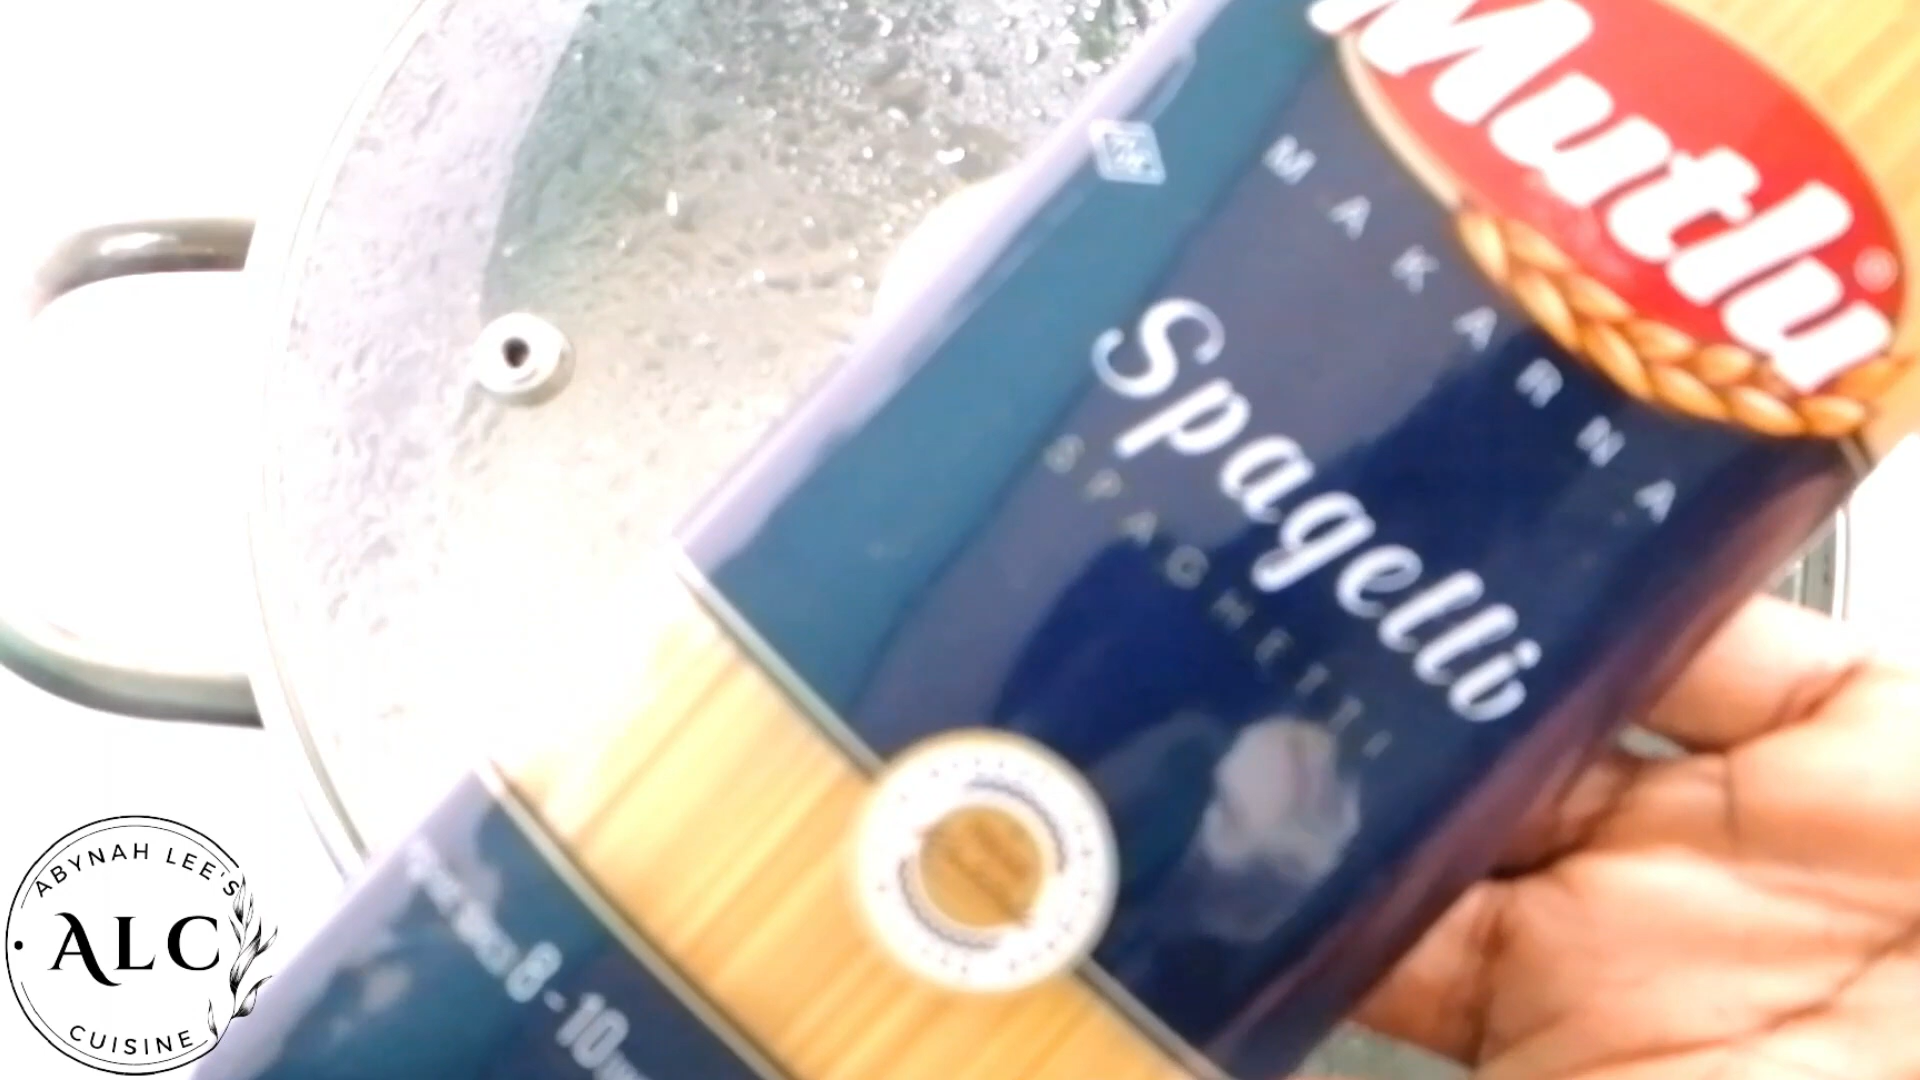 Mutlu ®
MAKARNA
Spagetti
SPAGHETTI
8-10
ABYNAH LEE'S
ALC
CUISINE